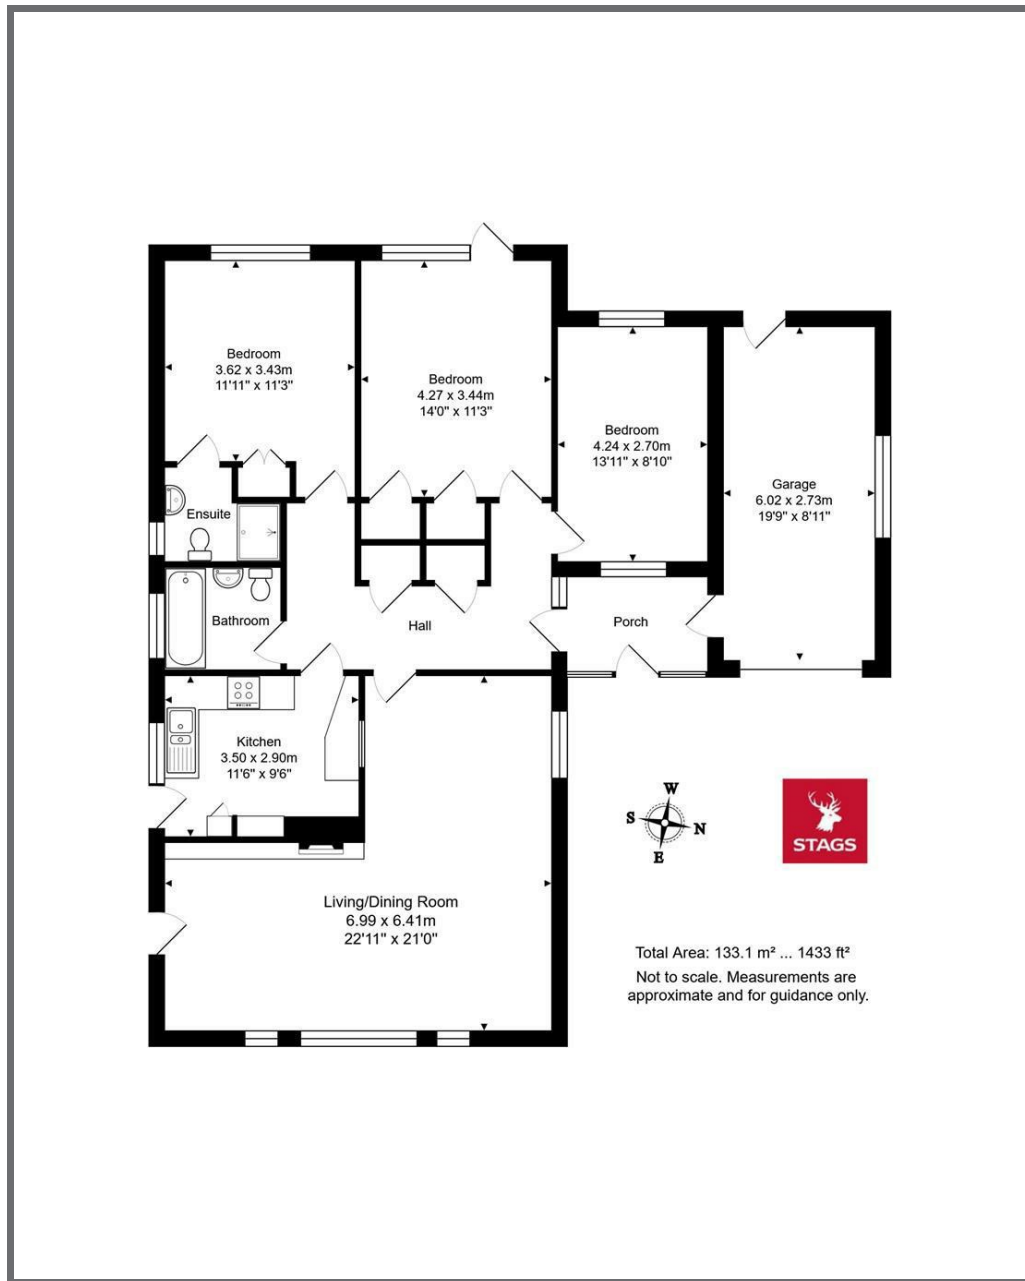 Bedroom
3.62 x 3.43m
11'11" x 11'3"
Bedroom
4.27 x 3.44m
14'0" x 11'3"
Bedroom
4.24 x 2.70m
13'11" x 8'10"
Garage
6.02 x 2.73m
19'9" x 8'11"
Ensuite
Bathroom
Hall
Porch
Kitchen
3.50 x 2.90m
11'6" x 9'6"
W
S
N
E
STAGS
Living/Dining Room
6.99 x 6.41m
22'11" x 21'0"
Total Area: 133.1 m² ... 1433 ft²
Not to scale. Measurements are
approximate and for guidance only.